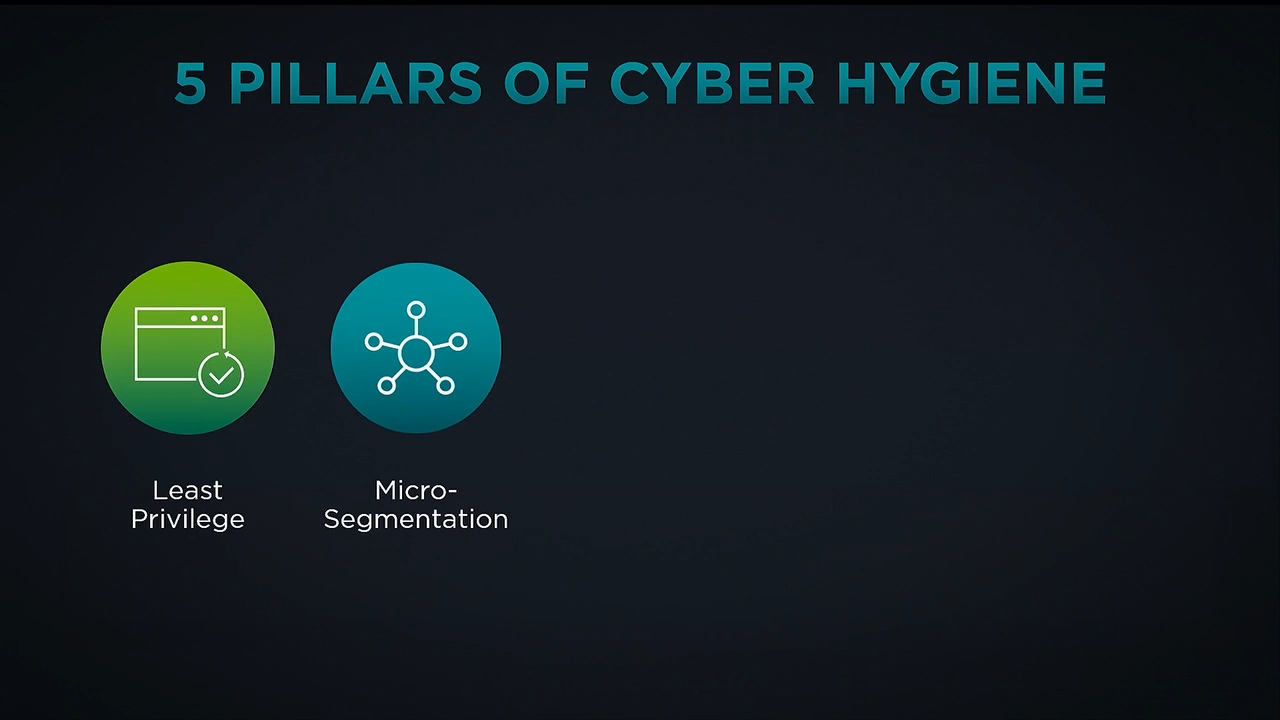 5 PILLARS OF CYBER HYGIENE
Least
Privilege
Micro-
Segmentation